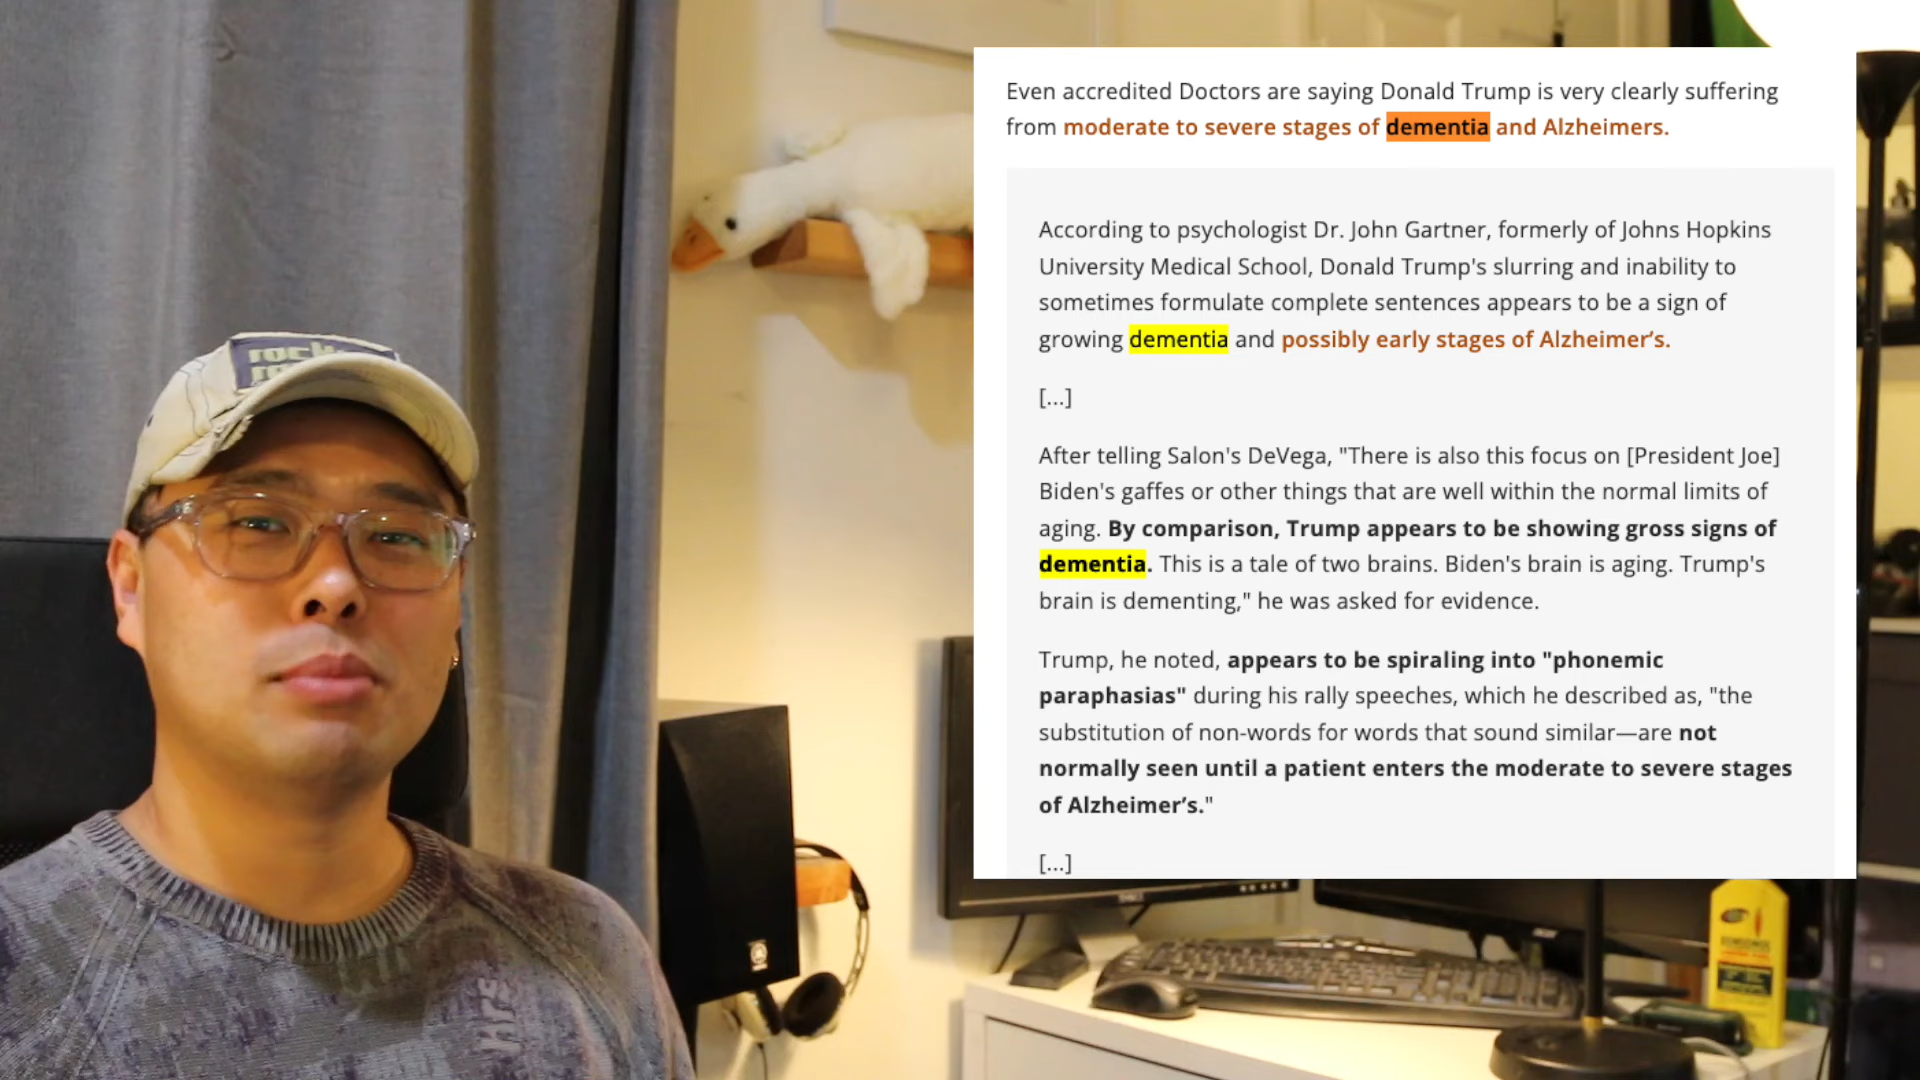 rock
Even accredited Doctors are saying Donald Trump is very clearly suffering
from moderate to severe stages of dementia and Alzheimers.
According to psychologist Dr. John Gartner, formerly of Johns Hopkins
University Medical School, Donald Trump's slurring and inability to
sometimes formulate complete sentences appears to be a sign of
growing dementia and possibly early stages of Alzheimer’s.
[...]
After telling Salon's DeVega, "There is also this focus on [President Joe]
Biden's gaffes or other things that are well within the normal limits of
aging. By comparison, Trump appears to be showing gross signs of
dementia. This is a tale of two brains. Biden's brain is aging. Trump's
brain is dementing," he was asked for evidence.
Trump, he noted, appears to be spiraling into "phonemic
paraphasias" during his rally speeches, which he described as, "the
substitution of non-words for words that sound similar—are not
normally seen until a patient enters the moderate to severe stages
of Alzheimer’s."
[...]